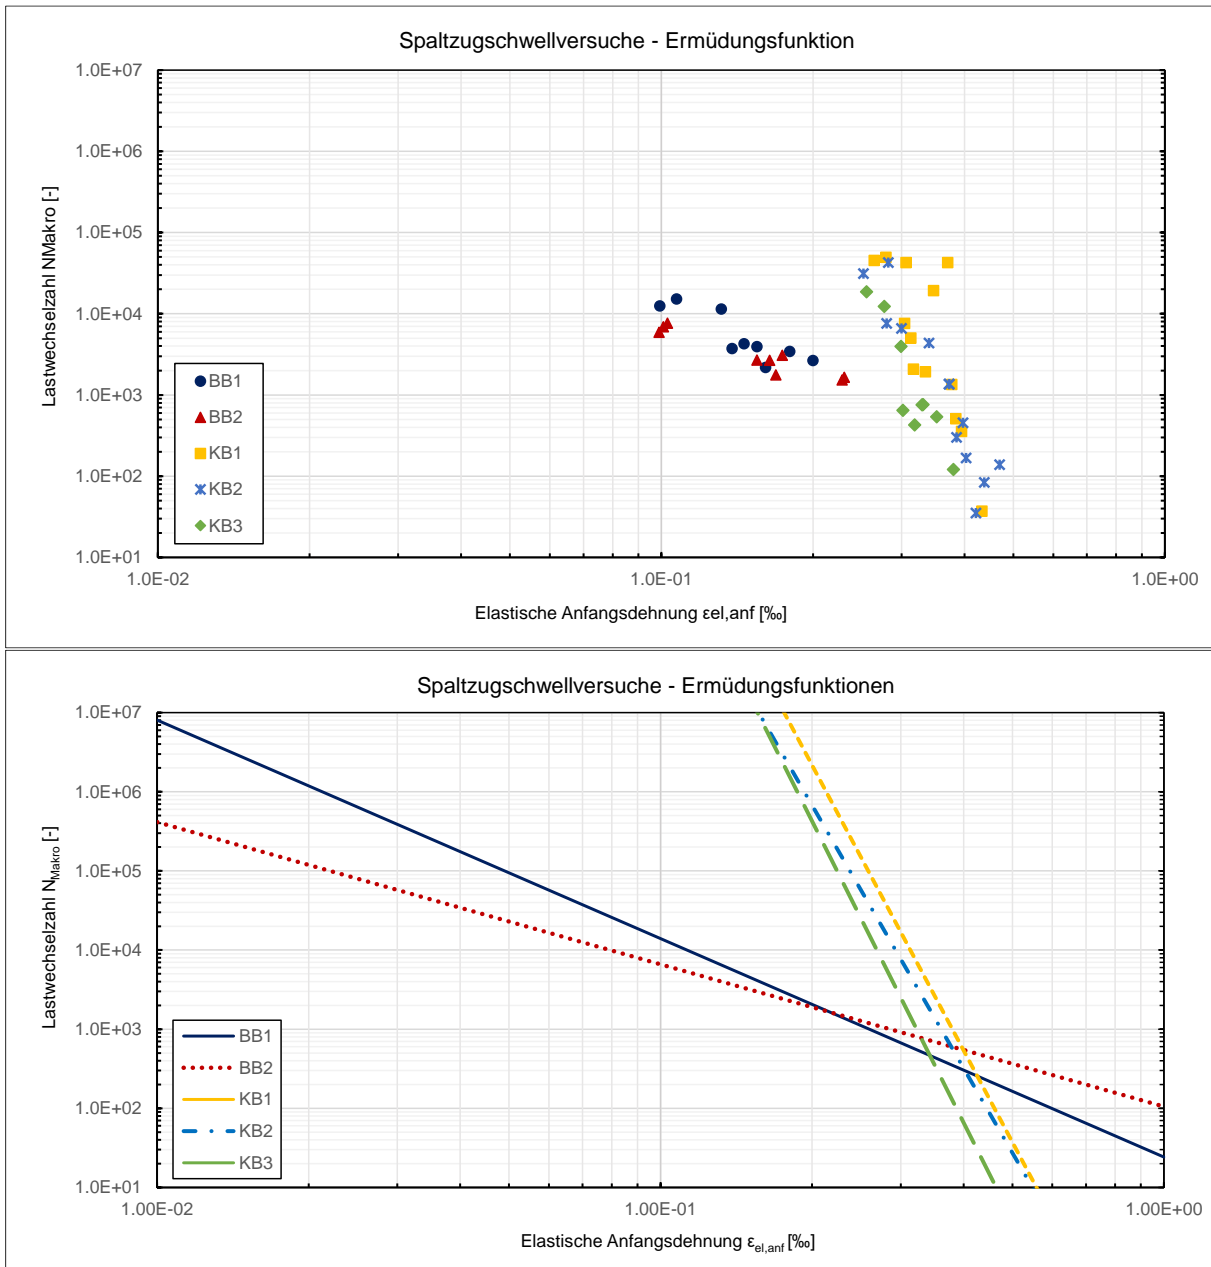 Spaltzugschwellversuche - Ermüdungsfunktion
Lastwechselzahl NMakro [-]
1.0E+07
1.0E+06
1.0E+05
1.0E+04
1.0E+03
1.0E+02
1.0E+01
BB1
BB2
KB1
KB2
KB3
1.0E-02 1.0E-01 1.0E+00
Elastische Anfangsdehnung εel,anf [‰]
Spaltzugschwellversuche - Ermüdungsfunktionen
Lastwechselzahl NMakro [-]
1.0E+07
1.0E+06
1.0E+05
1.0E+04
1.0E+03
1.0E+02
1.0E+01
BB1
BB2
KB1
KB2
KB3
1.00E-02 1.00E-01 1.00E+00
Elastische Anfangsdehnung εel,anf [‰]